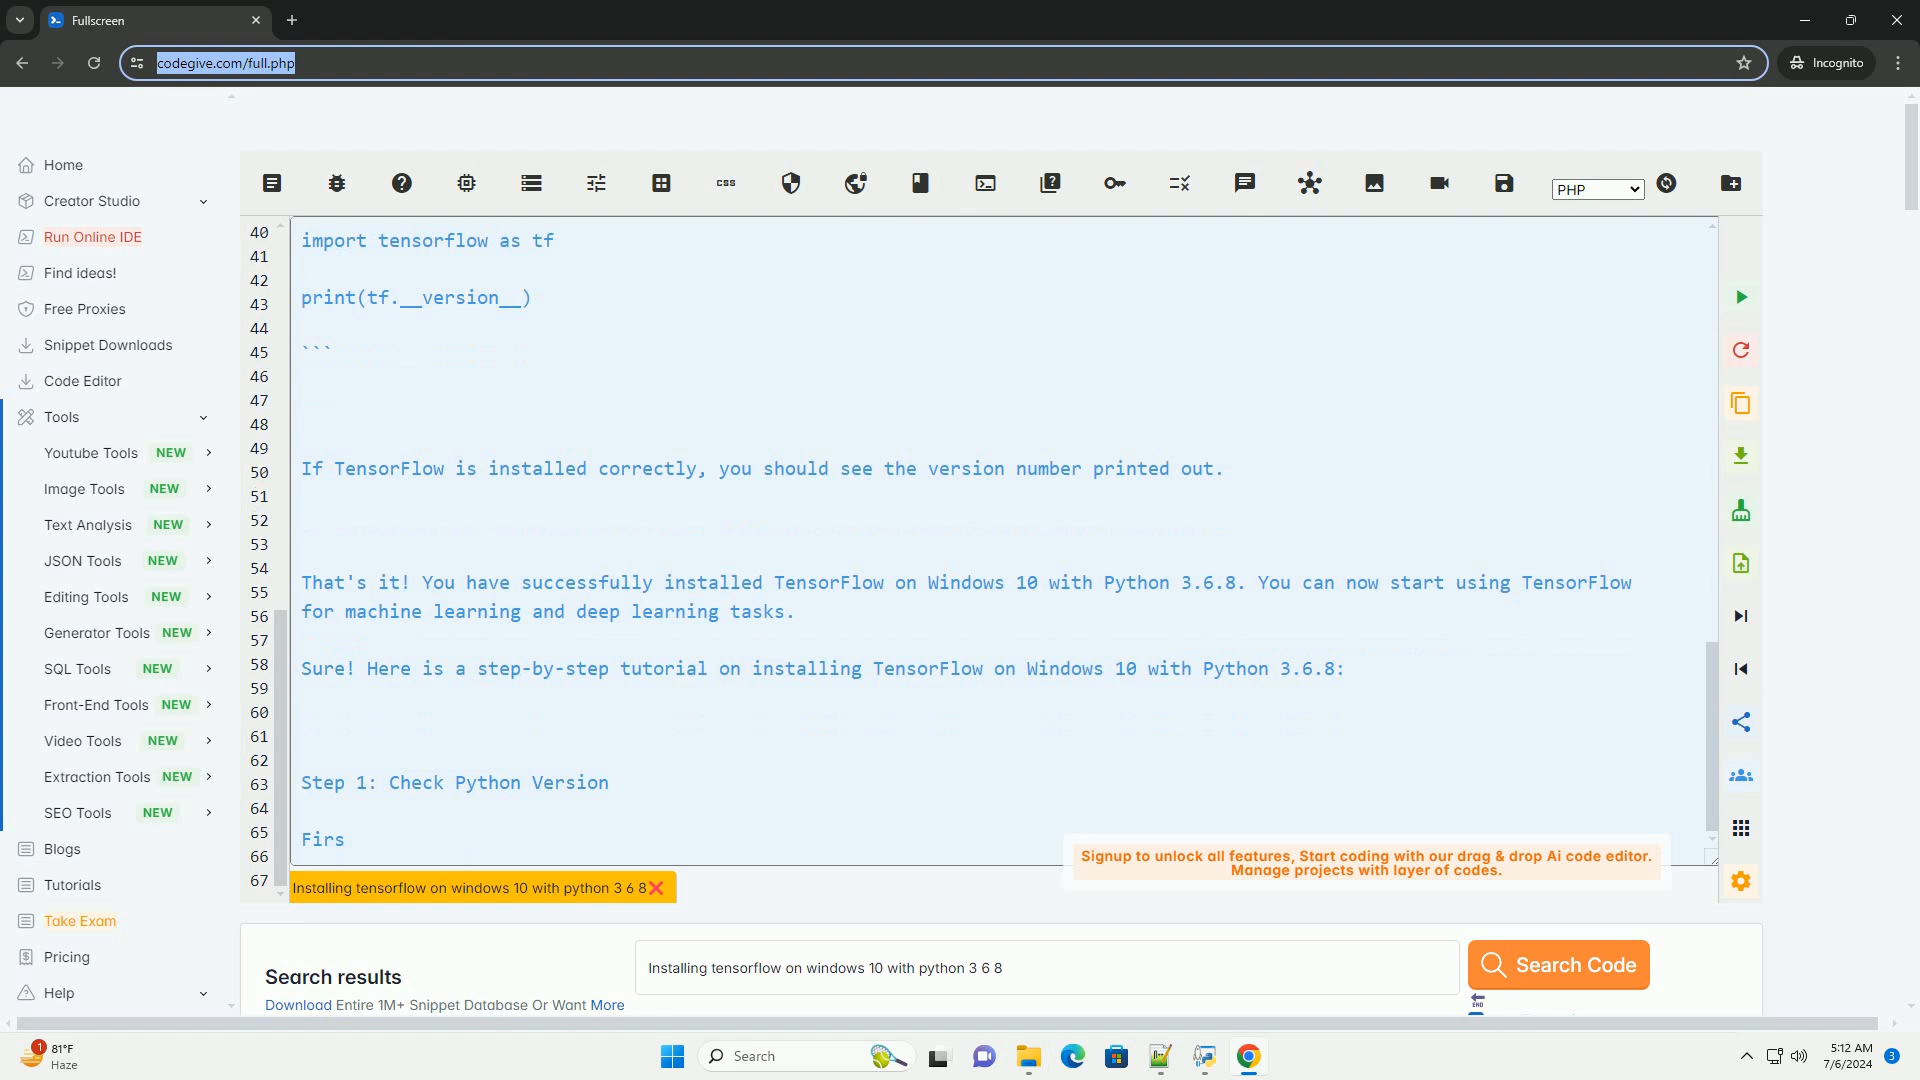 Fullscreen
codegive.com/full.php
Incognito
Home
Creator Studio
Run Online IDE
Find ideas!
Free Proxies
Snippet Downloads
Code Editor
Tools
Youtube Tools NEW
Image Tools NEW
Text Analysis NEW
JSON Tools NEW
Editing Tools NEW
Generator Tools NEW
SQL Tools NEW
Front-End Tools NEW
Video Tools NEW
Extraction Tools NEW
SEO Tools NEW
Blogs
Tutorials
Take Exam
Pricing
Help
css
PHP
40
41
42
43
44
45
46
47
48
49
50
51
52
53
54
55
56
57
58
59
60
61
62
63
64
65
66
67
import tensorflow as tf
print(tf.__version__)
```
If TensorFlow is installed correctly, you should see the version number printed out.
That's it! You have successfully installed TensorFlow on Windows 10 with Python 3.6.8. You can now start using TensorFlow
for machine learning and deep learning tasks.
Sure! Here is a step-by-step tutorial on installing TensorFlow on Windows 10 with Python 3.6.8:
Step 1: Check Python Version
Firs
Signup to unlock all features, Start coding with our drag & drop Ai code editor.
Manage projects with layer of codes.
Installing tensorflow on windows 10 with python 3 6 8
Search results
Download Entire 1M+ Snippet Database Or Want More
Installing tensorflow on windows 10 with python 3 6 8
Search Code
END
1
81°F
Haze
Search
5:12 AM
7/6/2024
3